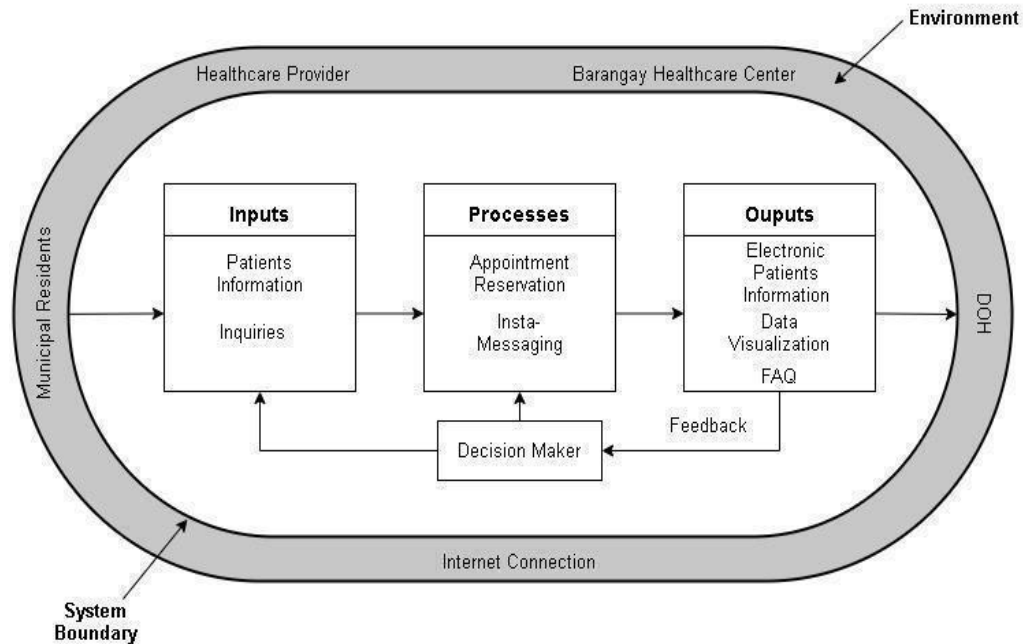 Environment
Healthcare Provider
Barangay Healthcare Center
Municipal Residents
DOH
Inputs
Patients
Information
Inquiries
Processes
Appointment
Reservation
Insta-
Messaging
Ouputs
Electronic
Patients
Information
Data
Visualization
FAQ
Feedback
Decision Maker
Internet Connection
System
Boundary